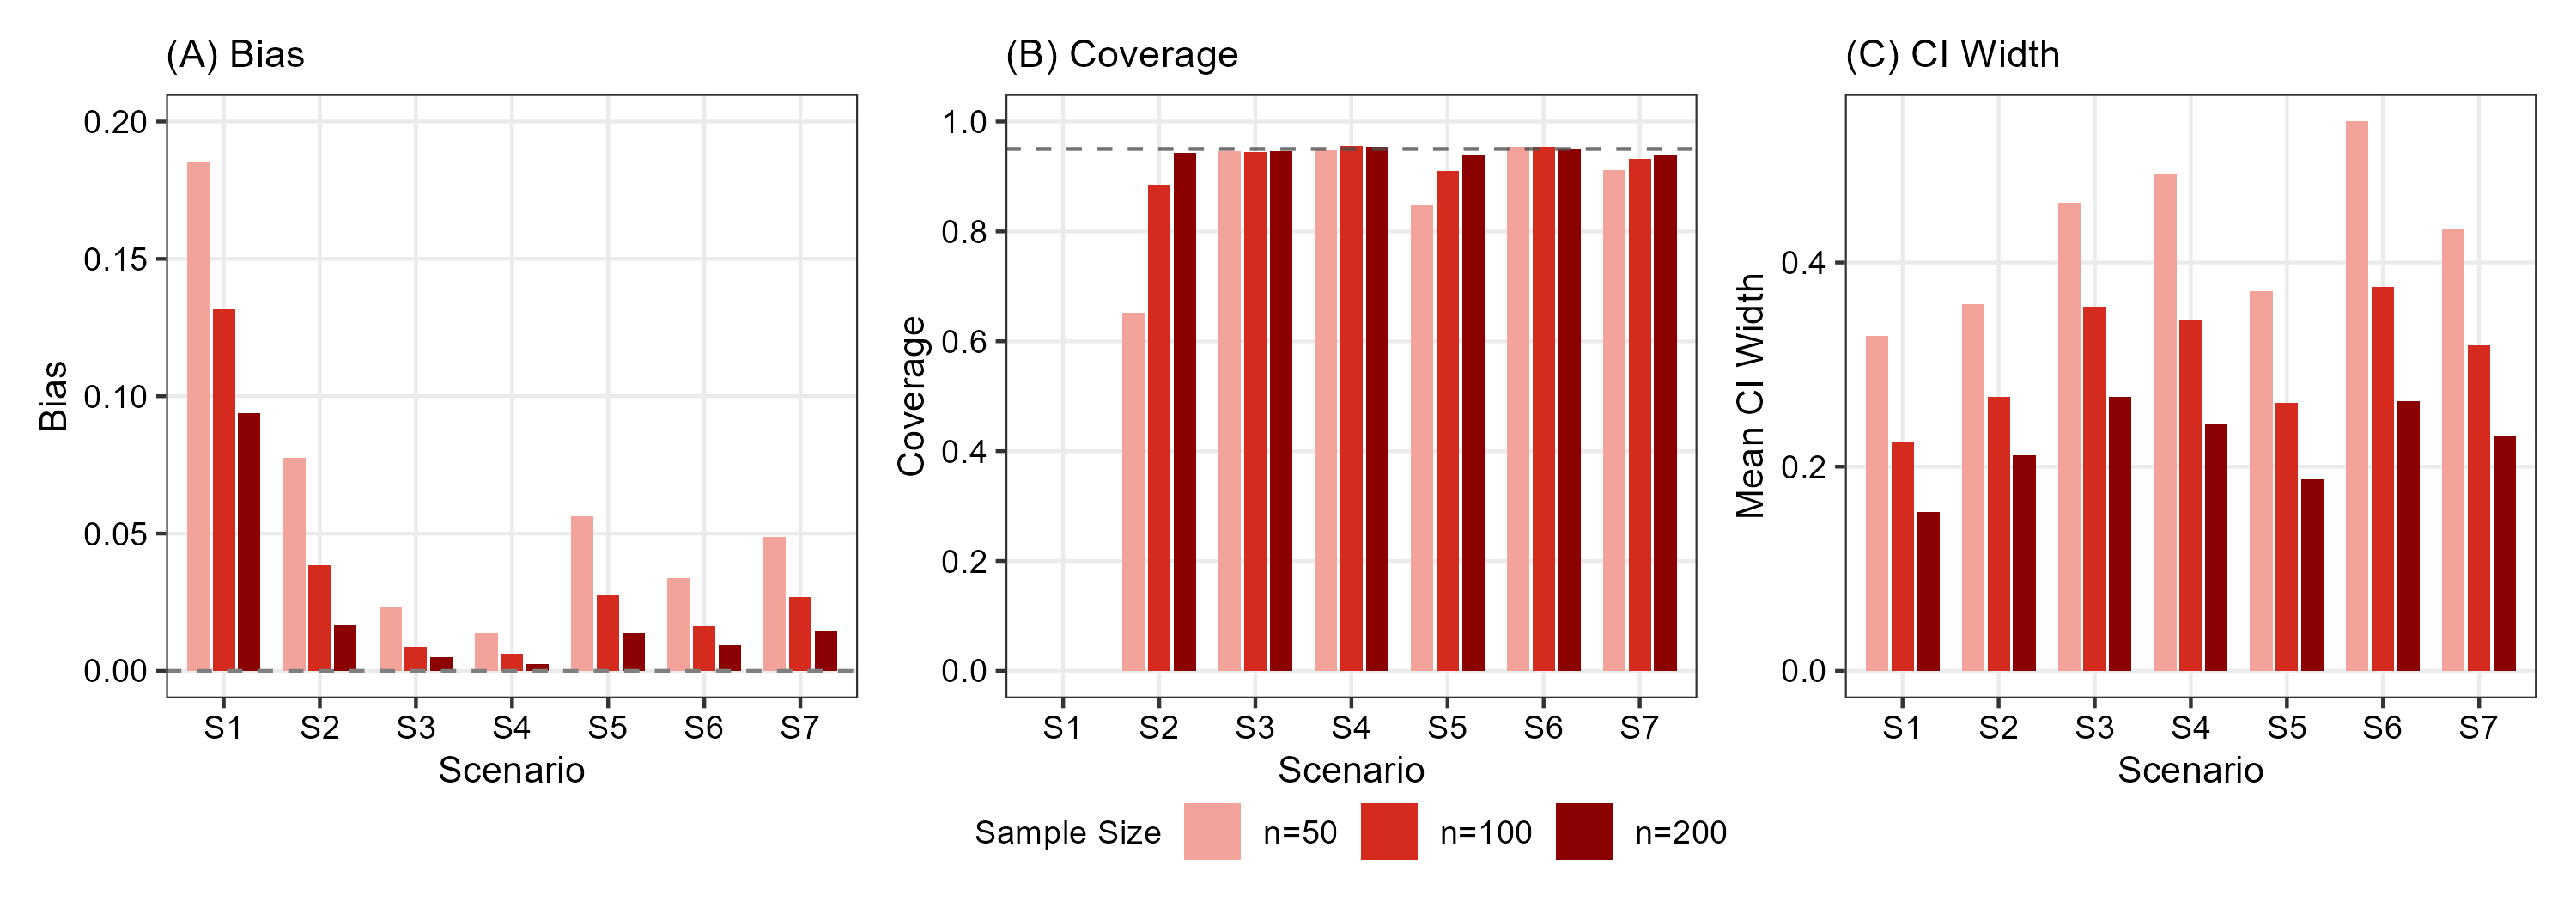 (A) Bias
0.20
0.15
0.10
0.05
0.00
Bias
S1 S2 S3 S4 S5 S6 S7
Scenario
(B) Coverage
1.0
0.8
0.6
0.4
0.2
0.0
Coverage
S1 S2 S3 S4 S5 S6 S7
Scenario
(C) CI Width
0.4
0.2
0.0
Mean CI Width
S1 S2 S3 S4 S5 S6 S7
Scenario
Sample Size n=50 n=100 n=200